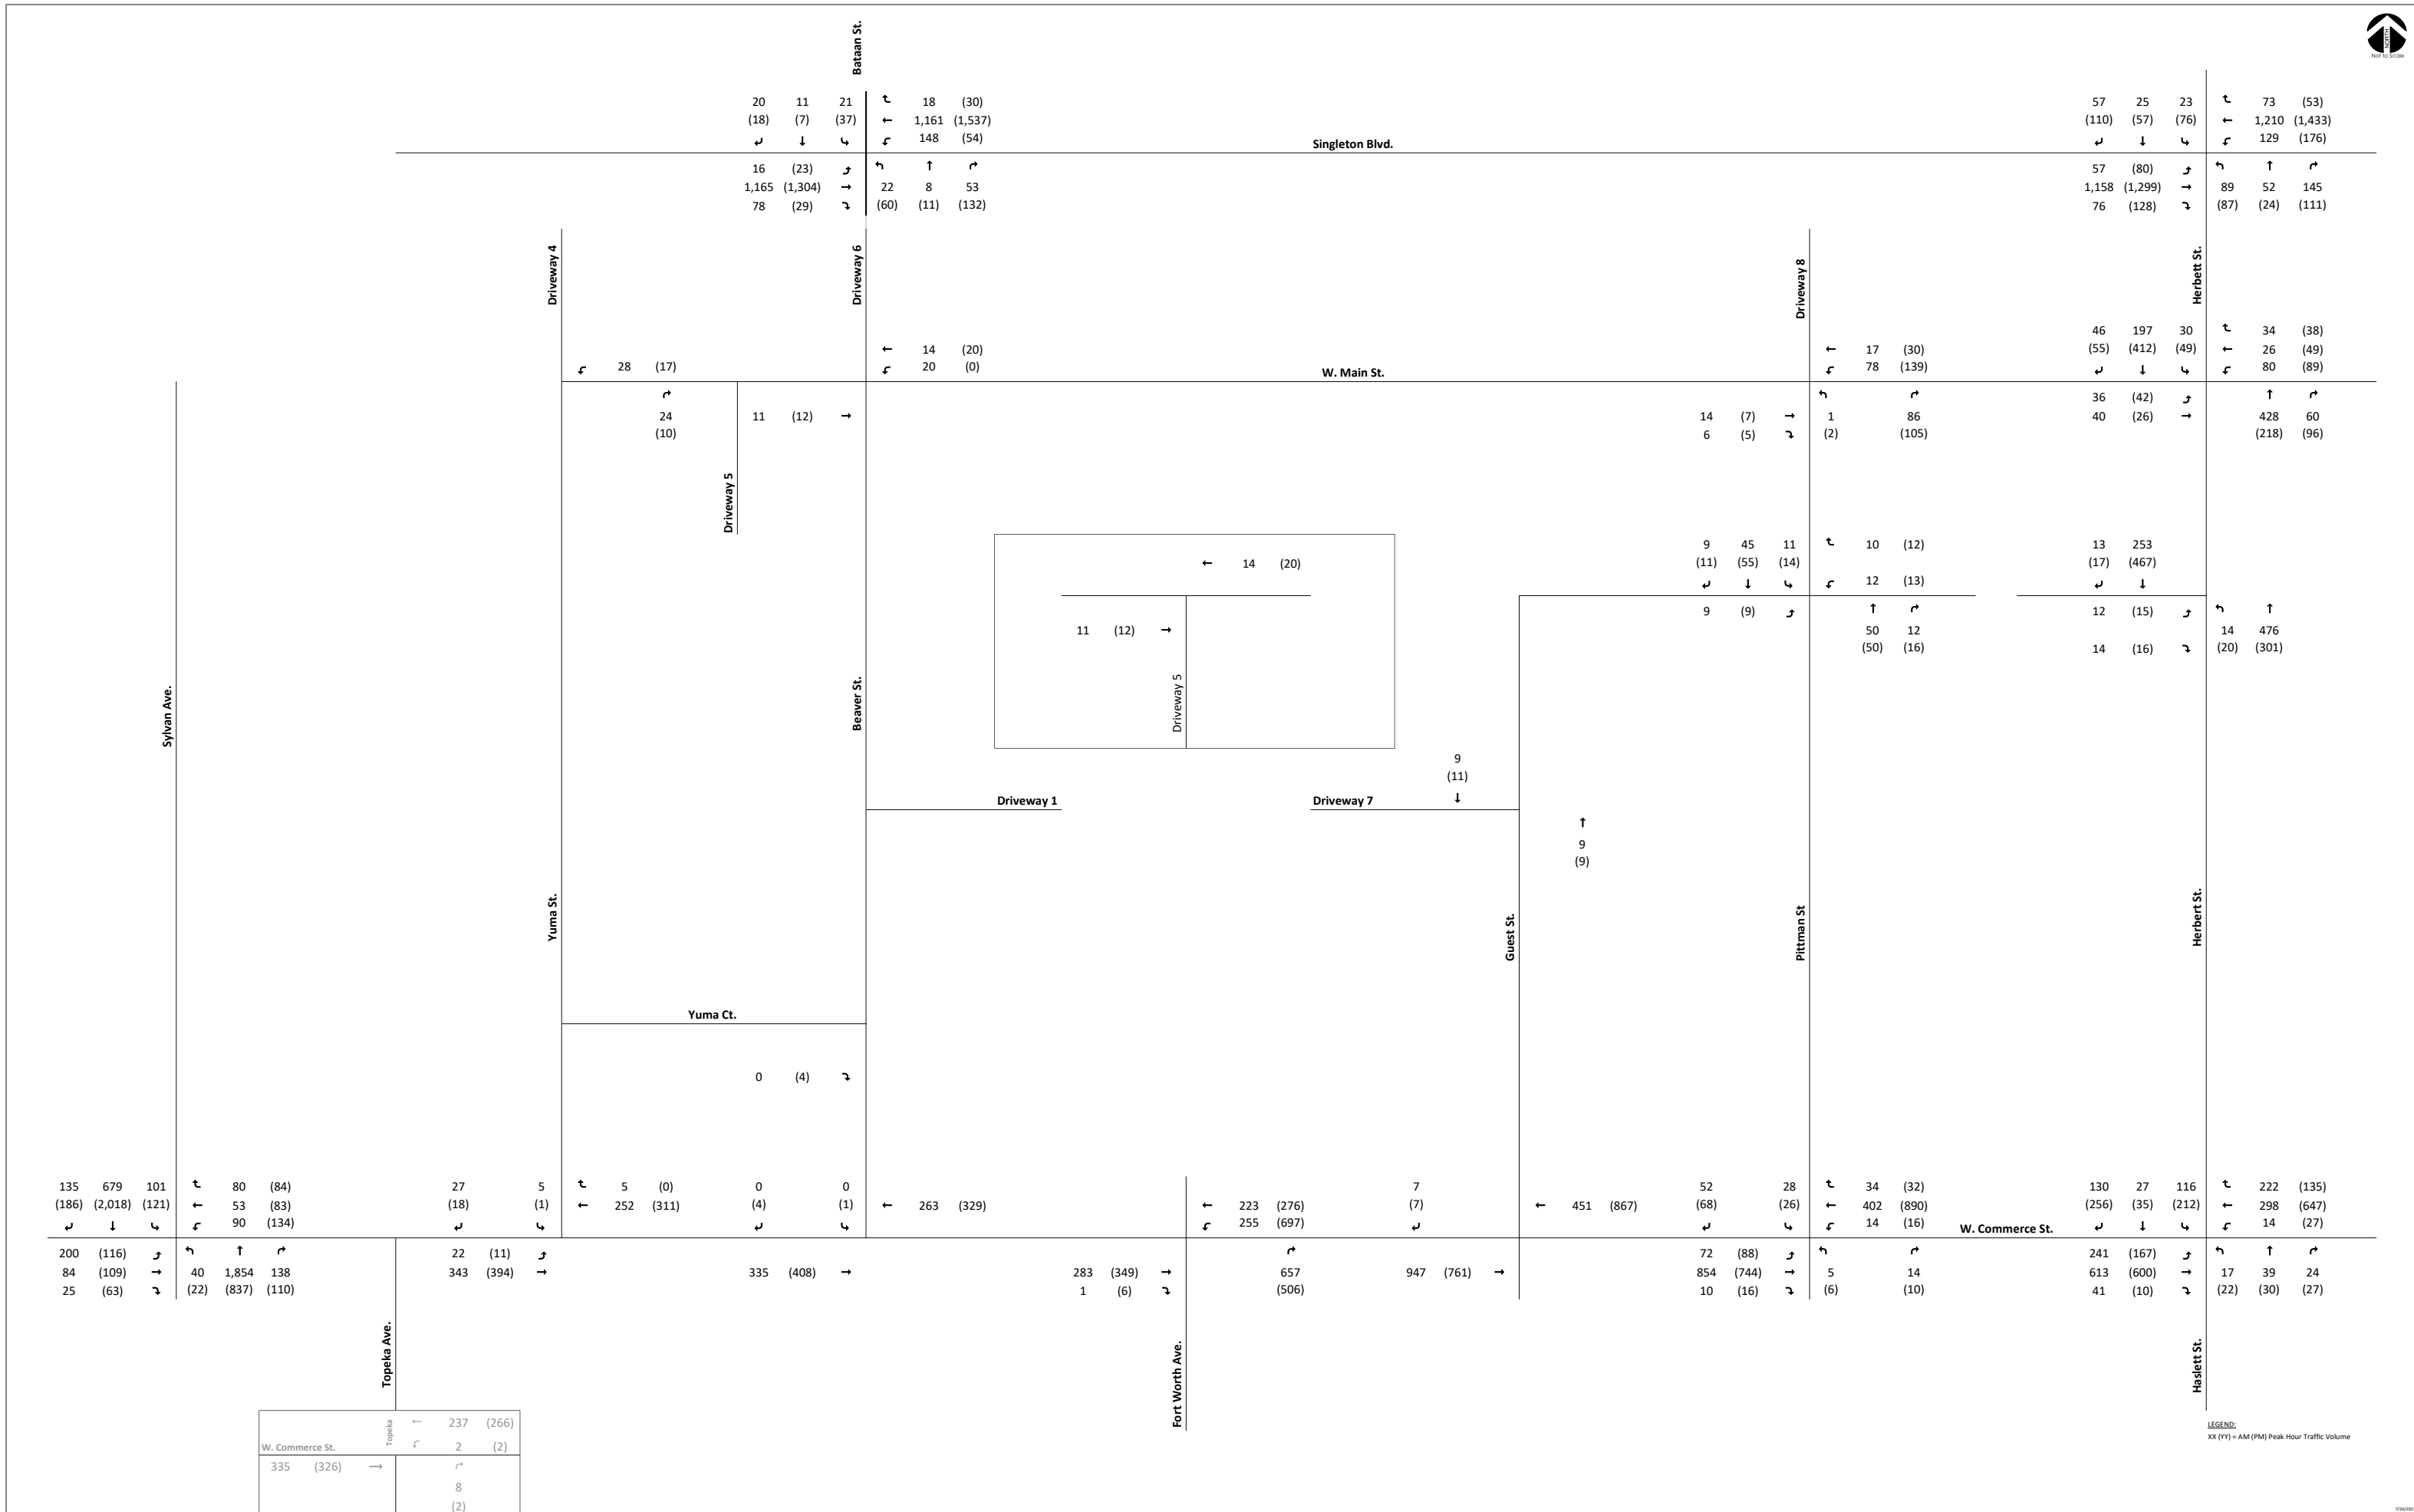 NORTH
Not to Scale
Bataan St.
20 11 21 18 (30) 57 25 23 73 (53)
(18) (7) (37) 1,161 (1,537) (110) (57) (76) 1,210 (1,433)
148 (54) 129 (176)
Singleton Blvd.
16 (23) 57 (80)
1,165 (1,304) 22 8 53 1,158 (1,299) 89 52 145
78 (29) (60) (11) (132) 76 (128) (87) (24) (111)
Driveway 4
Driveway 6
Driveway 8
Herbett St.
46 197 30 34 (38)
14 (20) 17 (30) (55) (412) (49) 26 (49)
28 (17) 20 (0) 78 (139) 80 (89)
W. Main St.
36 (42)
24 11 (12) 14 (7) 1 86 40 (26) 428 60
(10) 6 (5) (2) (105) (218) (96)
Driveway 5
9 45 11 10 (12) 13 253
14 (20) (11) (55) (14) (17) (467)
12 (13)
9 (9) 12 (15)
11 (12) 50 12 14 476
(50) (16) 14 (16) (20) (301)
Driveway 5
Sylvan Ave.
Beaver St.
9
(11)
Driveway 1 Driveway 7
9
(9)
Yuma St.
Guest St.
Pittman St
Herbert St.
Yuma Ct.
0 (4)
135 679 101 80 (84) 27 5 5 (0) 0 0 7 52 28 34 (32) 130 27 116 222 (135)
(186) (2,018) (121) 53 (83) (18) (1) 252 (311) (4) (1) 263 (329) 223 (276) (7) 451 (867) (68) (26) 402 (890) (256) (35) (212) 298 (647)
90 (134) 255 (697) 14 (16) 14 (27)
W. Commerce St.
200 (116) 22 (11) 72 (88) 241 (167)
84 (109) 40 1,854 138 343 (394) 335 (408) 283 (349) 657 947 (761) 854 (744) 5 14 613 (600) 17 39 24
25 (63) (22) (837) (110) 1 (6) (506) 10 (16) (6) (10) 41 (10) (22) (30) (27)
Topeka Ave.
Fort Worth Ave.
Haslett St.
Topeka
237 (266)
W. Commerce St. 2 (2)
335 (326)
8
(2)
LEGEND:
XX (YY) = AM (PM) Peak Hour Traffic Volume